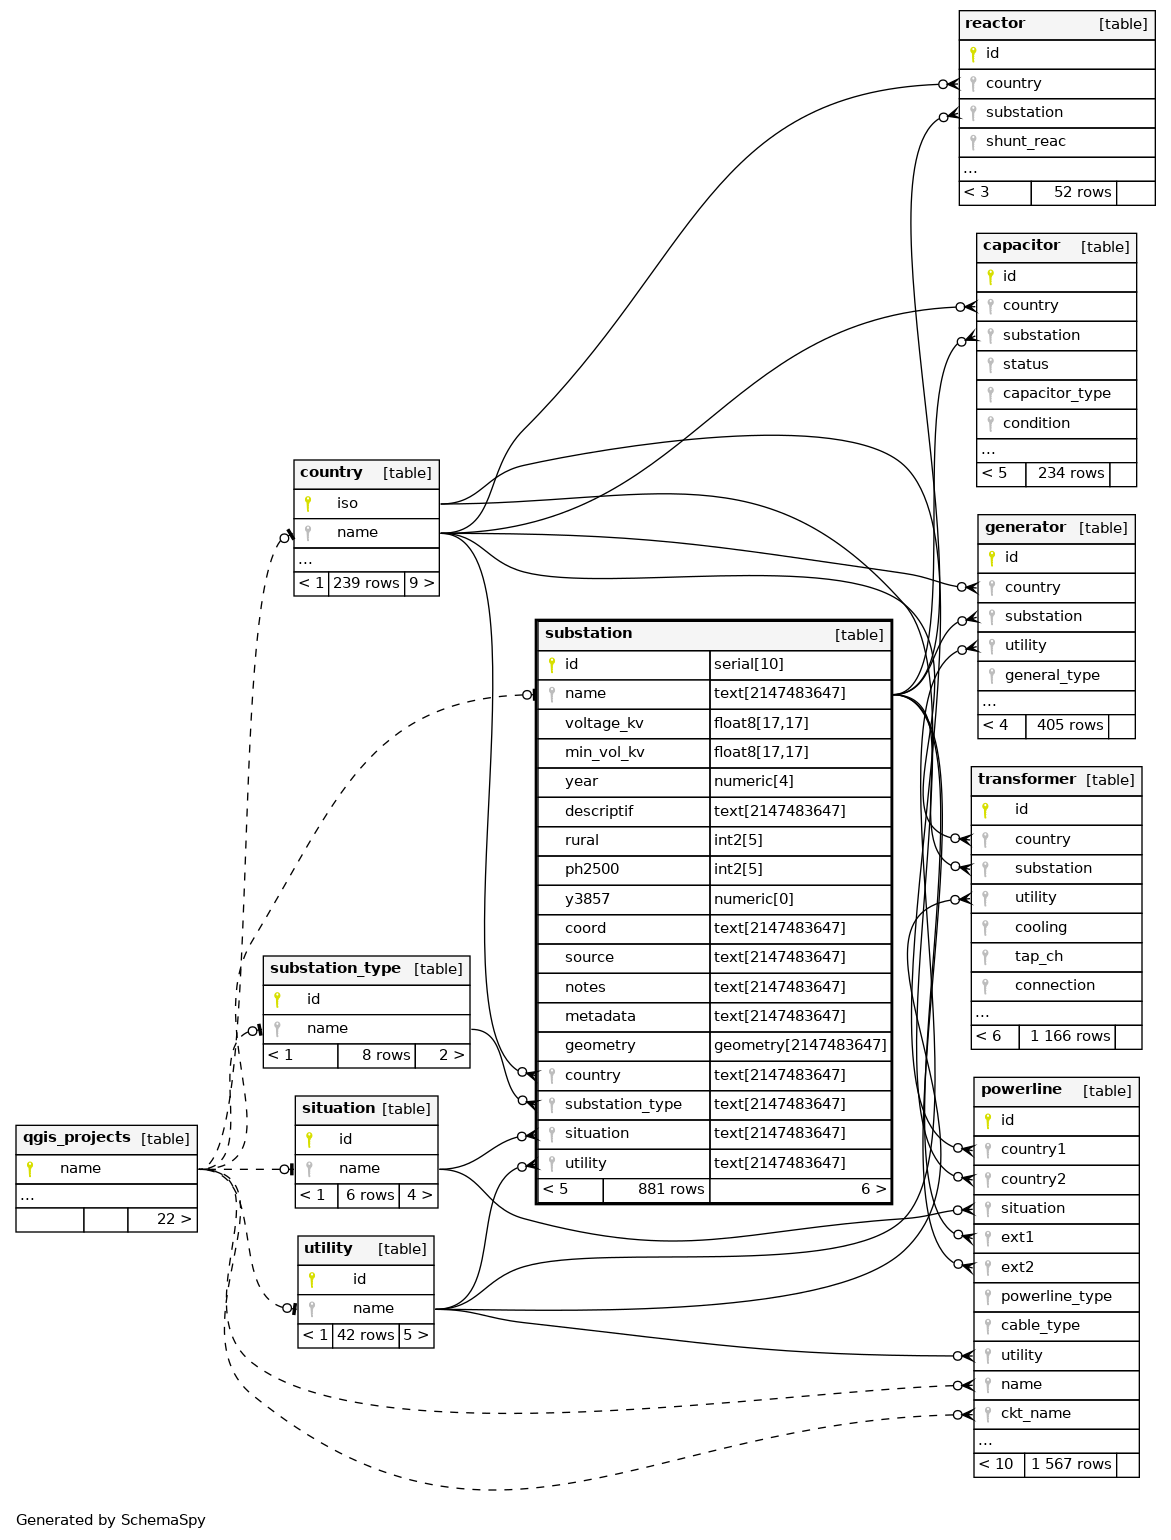 reactor [table]
id
country
substation
shunt_reac
...
< 3 52 rows
capacitor [table]
id
country
substation
status
capacitor_type
condition
...
< 5 234 rows
country [table]
iso
name
...
< 1 239 rows 9 >
generator [table]
id
country
substation
utility
general_type
...
< 4 405 rows
substation [table]
id serial[10]
name text[2147483647]
voltage_kv float8[17,17]
min_vol_kv float8[17,17]
year numeric[4]
descriptif text[2147483647]
rural int2[5]
ph2500 int2[5]
y3857 numeric[0]
coord text[2147483647]
source text[2147483647]
notes text[2147483647]
metadata text[2147483647]
geometry geometry[2147483647]
country text[2147483647]
substation_type text[2147483647]
situation text[2147483647]
utility text[2147483647]
< 5 881 rows 6 >
transformer [table]
id
country
substation
utility
cooling
tap_ch
connection
...
< 6 1 166 rows
substation_type [table]
id
name
< 1 8 rows 2 >
situation [table]
id
name
< 1 6 rows 4 >
qgis_projects [table]
name
...
22 >
utility [table]
id
name
< 1 42 rows 5 >
powerline [table]
id
country1
country2
situation
ext1
ext2
powerline_type
cable_type
utility
name
ckt_name
...
< 10 1 567 rows
Generated by SchemaSpy